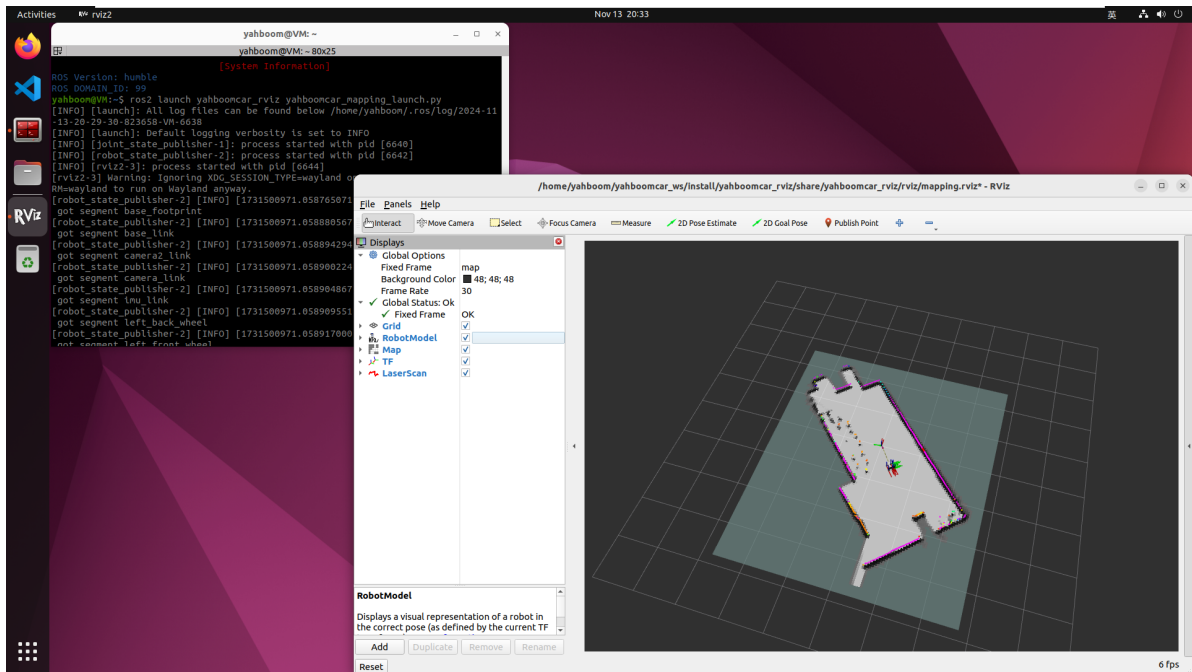 Activities
rviz2
Nov 13 20:33
英
yahboom@VM: ~
yahboom@VM: ~ 80x25
[System Information]
ROS Version: humble
ROS DOMAIN_ID: 99
yahboom@VM:~$ ros2 launch yahboomcar_rviz yahboomcar_mapping_launch.py
[INFO] [launch]: All log files can be found below /home/yahboom/.ros/log/2024-11
-13-20-29-30-823658-VM-6638
[INFO] [launch]: Default logging verbosity is set to INFO
[INFO] [joint_state_publisher-1]: process started with pid [6640]
[INFO] [robot_state_publisher-2]: process started with pid [6642]
[INFO] [rviz2-3]: process started with pid [6644]
[rviz2-3] Warning: Ignoring XDG_SESSION_TYPE=wayland o
RM=wayland to run on Wayland anyway.
[robot_state_publisher-2] [INFO] [1731500971.058765071
got segment base_footprint
[robot_state_publisher-2] [INFO] [1731500971.058880567
got segment base_link
[robot_state_publisher-2] [INFO] [1731500971.058894294
got segment camera2_link
[robot_state_publisher-2] [INFO] [1731500971.058900224
got segment camera_link
[robot_state_publisher-2] [INFO] [1731500971.058904867
got segment imu_link
[robot_state_publisher-2] [INFO] [1731500971.058909551
got segment left_back_wheel
[robot_state_publisher-2] [INFO] [1731500971.058917000
got segment left_front_wheel
RViz
/home/yahboom/yahboomcar_ws/install/yahboomcar_rviz/share/yahboomcar_rviz/rviz/mapping.rviz* - RViz
File Panels Help
Interact Move Camera Select Focus Camera Measure 2D Pose Estimate 2D Goal Pose Publish Point
Displays
Global Options
Fixed Frame map
Background Color 48; 48; 48
Frame Rate 30
Global Status: Ok
Fixed Frame OK
Grid
RobotModel
Map
TF
LaserScan
RobotModel
Displays a visual representation of a robot in
the correct pose (as defined by the current TF
Add Duplicate Remove Rename
Reset
6 fps